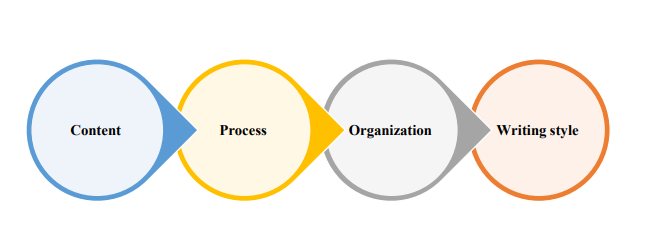 Content
Process
Organization
Writing style